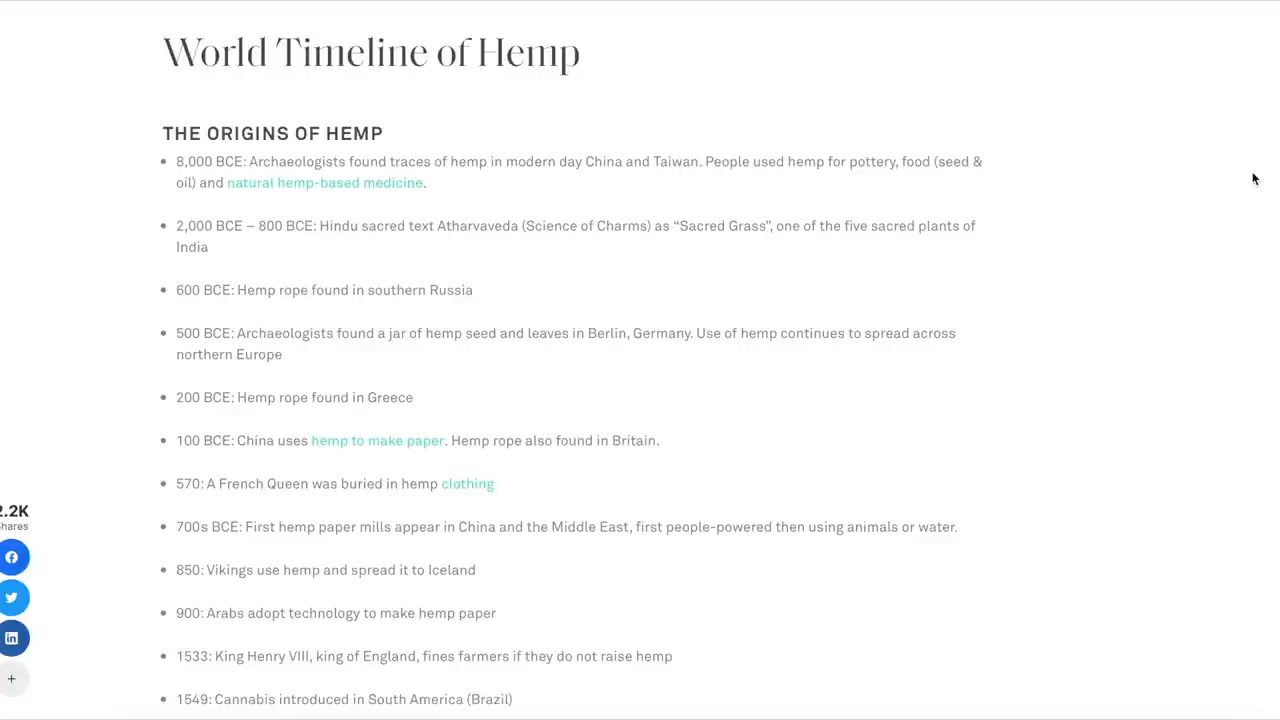 World Timeline of Hemp
THE ORIGINS OF HEMP
8,000 BCE: Archaeologists found traces of hemp in modern day China and Taiwan. People used hemp for pottery, food (seed &
oil) and natural hemp-based medicine.
2,000 BCE – 800 BCE: Hindu sacred text Atharvaveda (Science of Charms) as “Sacred Grass”, one of the five sacred plants of
India
600 BCE: Hemp rope found in southern Russia
500 BCE: Archaeologists found a jar of hemp seed and leaves in Berlin, Germany. Use of hemp continues to spread across
northern Europe
200 BCE: Hemp rope found in Greece
100 BCE: China uses hemp to make paper. Hemp rope also found in Britain.
570: A French Queen was buried in hemp clothing
700s BCE: First hemp paper mills appear in China and the Middle East, first people-powered then using animals or water.
850: Vikings use hemp and spread it to Iceland
900: Arabs adopt technology to make hemp paper
1533: King Henry VIII, king of England, fines farmers if they do not raise hemp
1549: Cannabis introduced in South America (Brazil)
2.2K
Shares